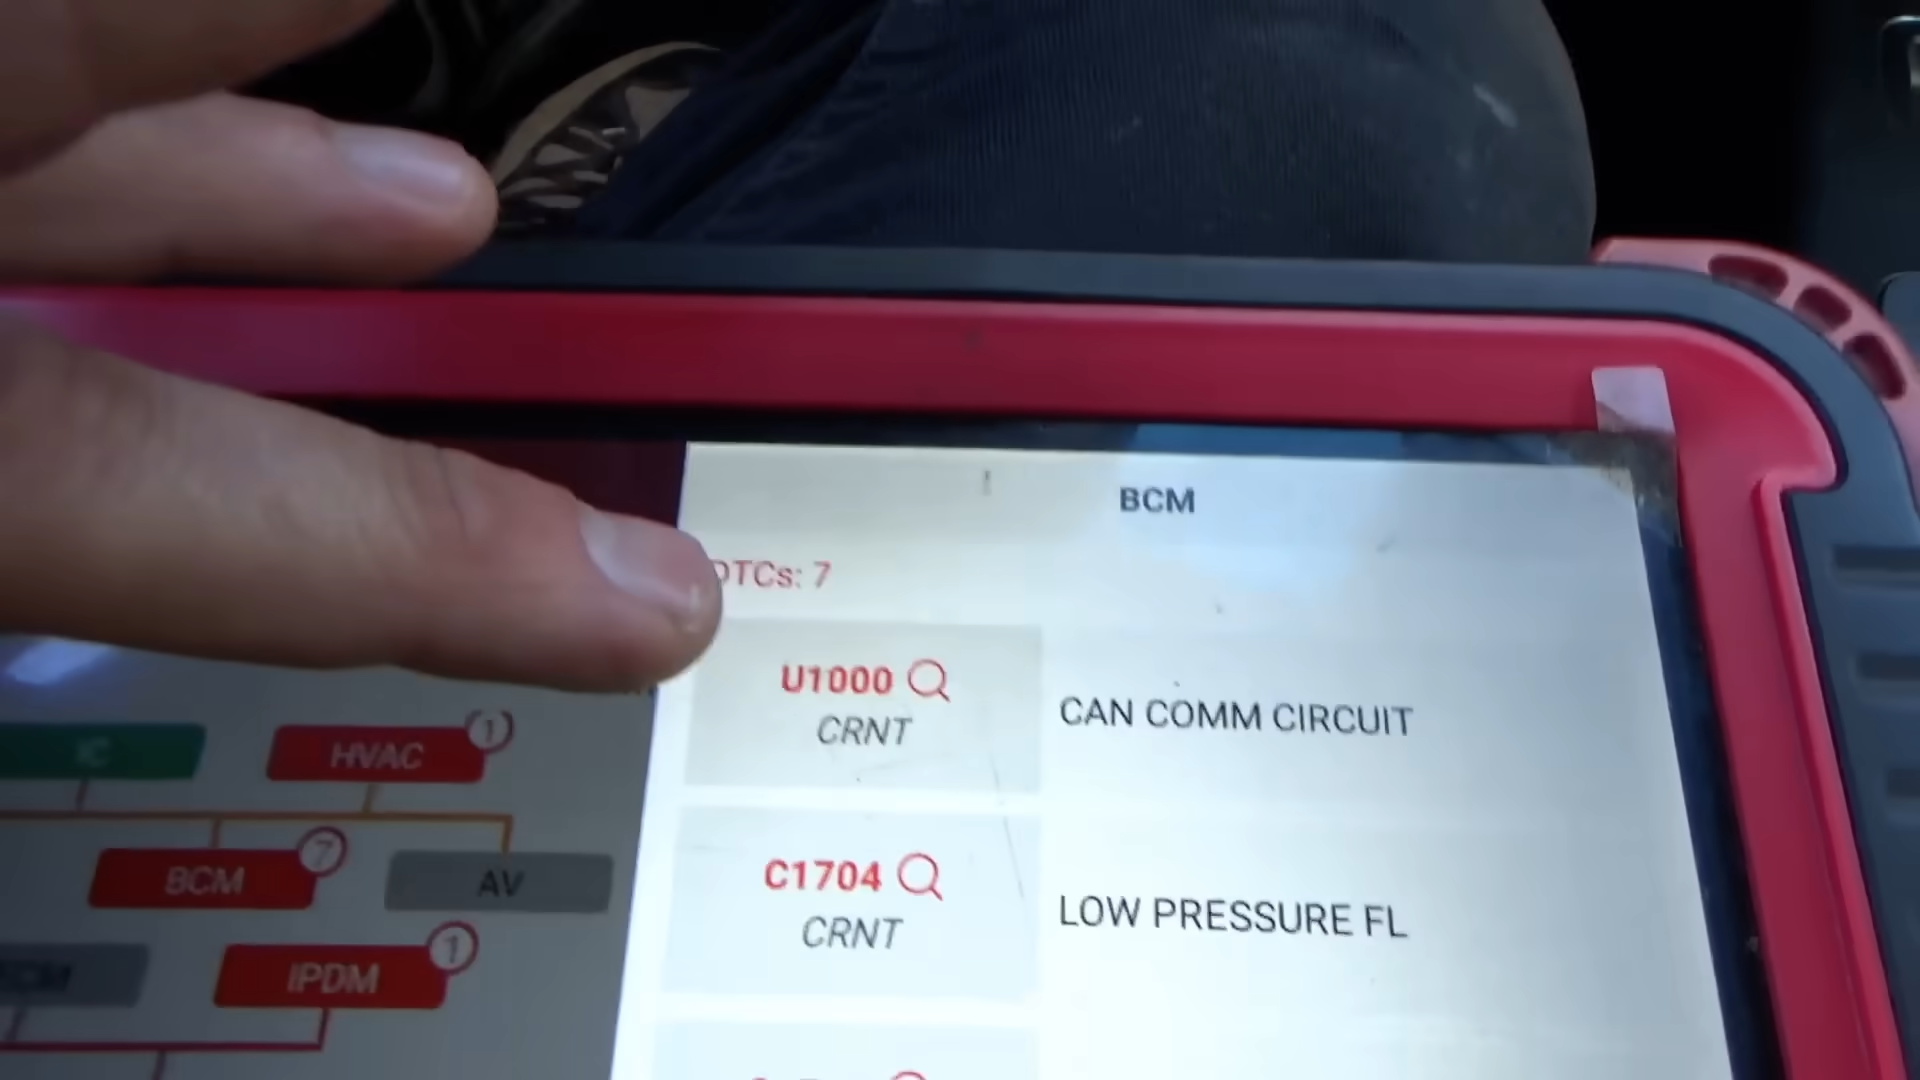 BCM
DTCs: 7
U1000
CRNT
CAN COMM CIRCUIT
C1704
CRNT
LOW PRESSURE FL
IC
HVAC
1
BCM
7
AV
IPDM
1